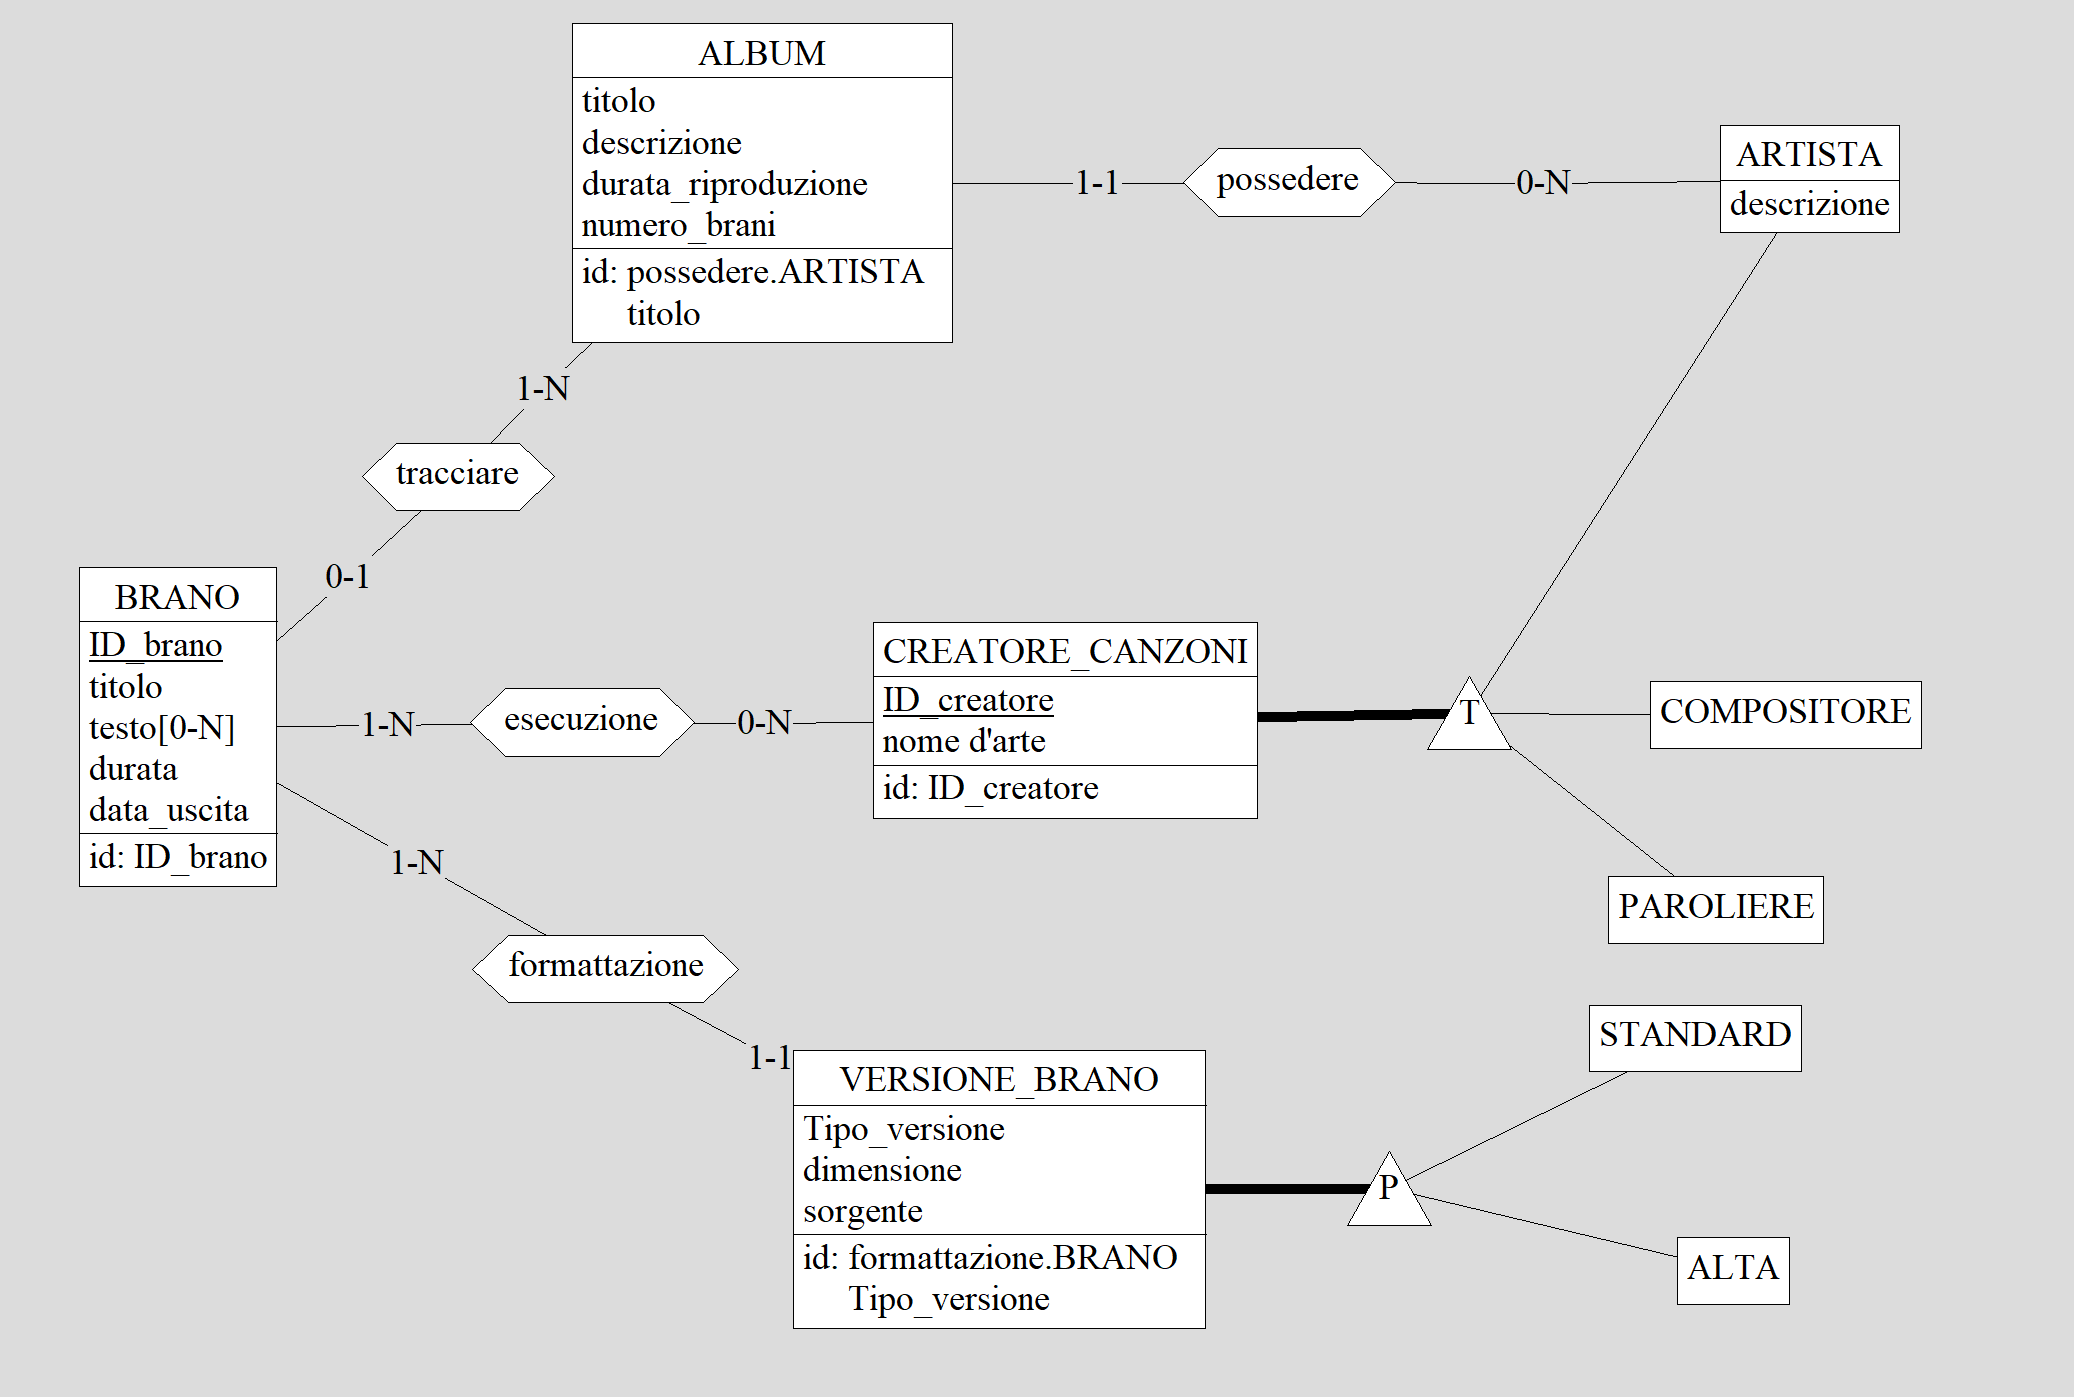 ALBUM
titolo
descrizione
durata_riproduzione
numero_brani
id: possedere.ARTISTA
titolo
1-1
possedere
0-N
ARTISTA
descrizione
1-N
tracciare
0-1
BRANO
ID_brano
titolo
testo[0-N]
durata
data_uscita
id: ID_brano
1-N
esecuzione
0-N
CREATORE_CANZONI
ID_creatore
nome d'arte
id: ID_creatore
T
COMPOSITORE
PAROLIERE
1-N
formattazione
1-1
VERSIONE_BRANO
Tipo_versione
dimensione
sorgente
id: formattazione.BRANO
Tipo_versione
P
STANDARD
ALTA